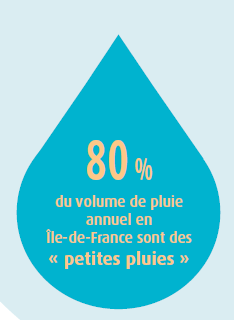 80 %
du volume de pluie
annuel en
Île-de-France sont des
« petites pluies »